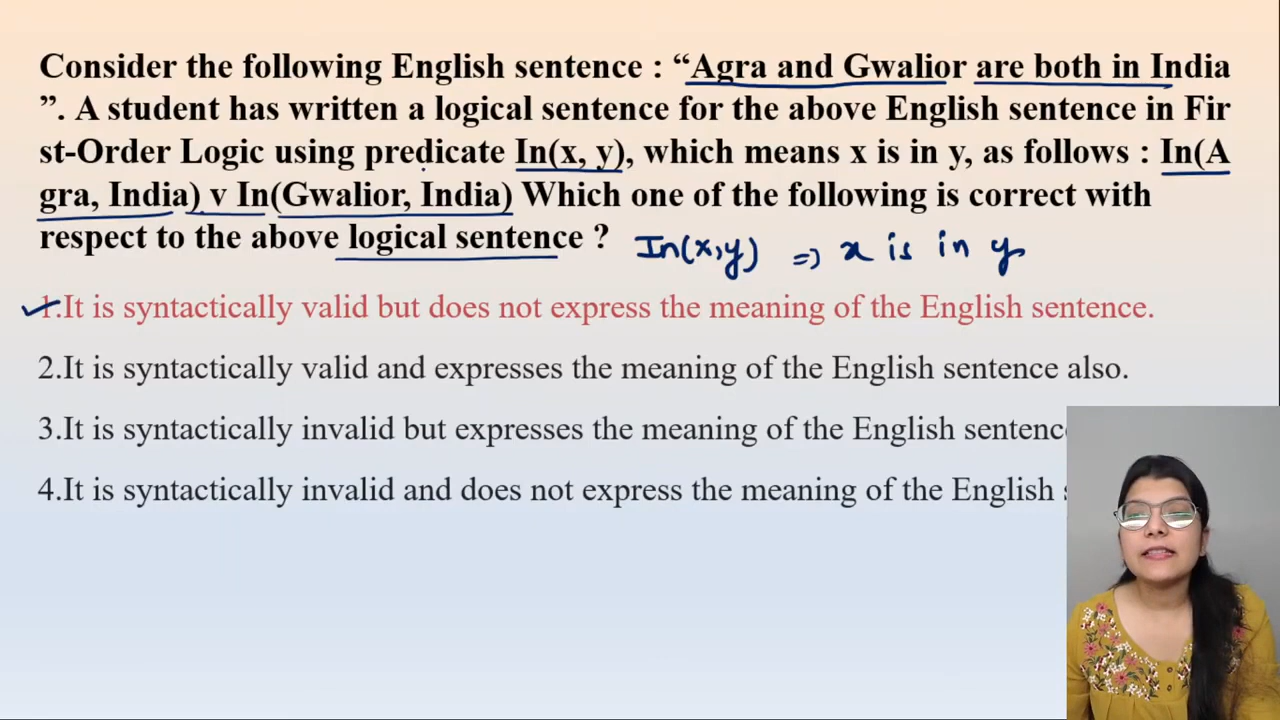 Consider the following English sentence : “Agra and Gwalior are both in India
”. A student has written a logical sentence for the above English sentence in Fir
st-Order Logic using predicate In(x, y), which means x is in y, as follows : In(A
gra, India) v In(Gwalior, India) Which one of the following is correct with
respect to the above logical sentence ? In(x,y) => x is in y
1.It is syntactically valid but does not express the meaning of the English sentence.
2.It is syntactically valid and expresses the meaning of the English sentence also.
3.It is syntactically invalid but expresses the meaning of the English sentenc
4.It is syntactically invalid and does not express the meaning of the English